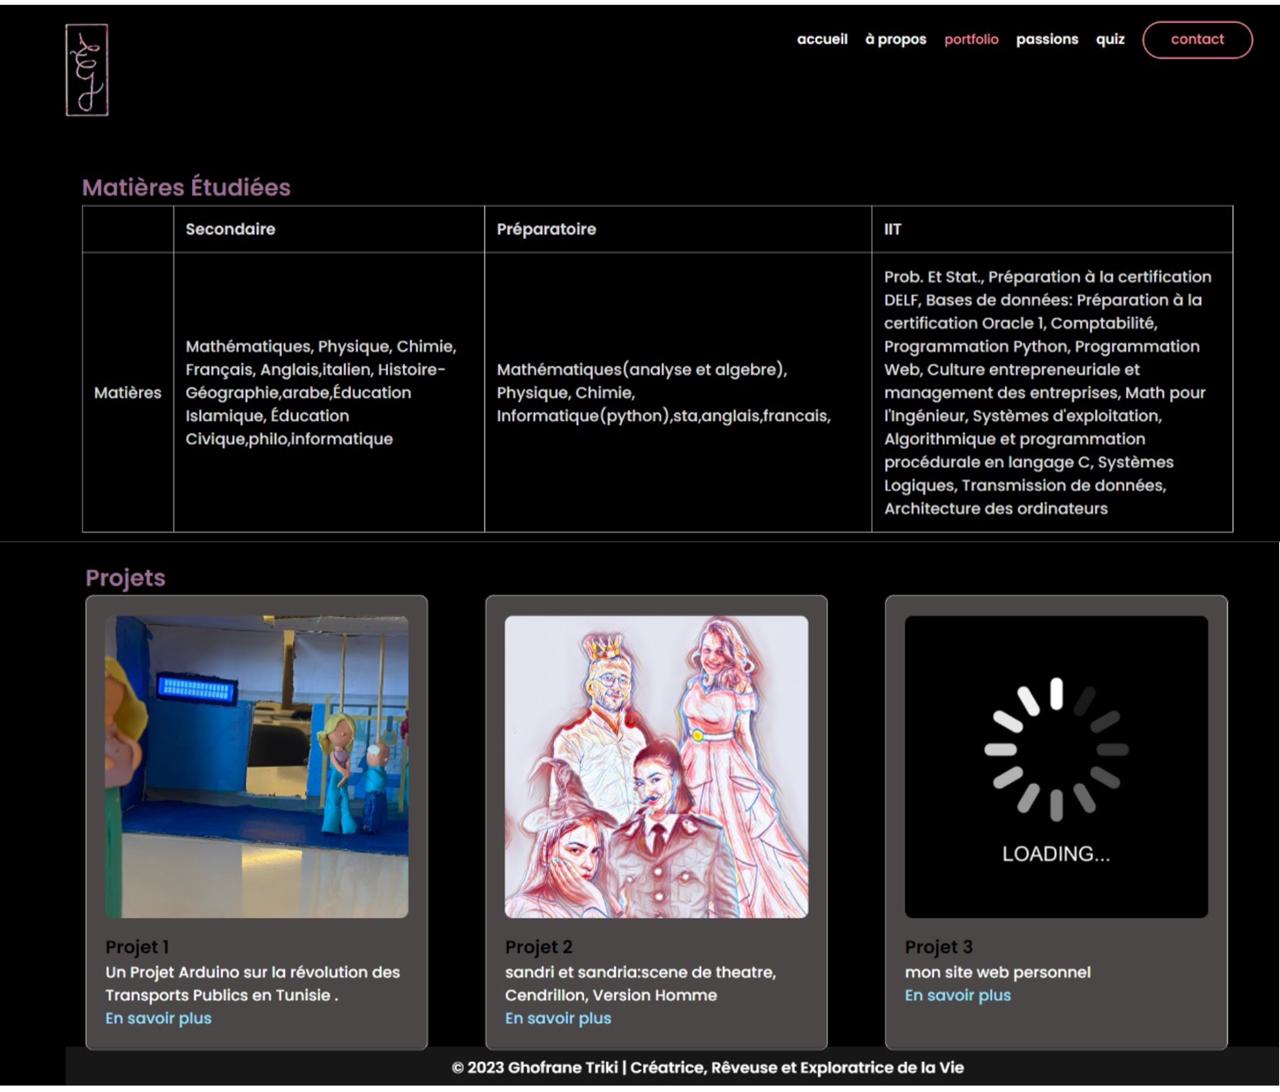 accueil à propos portfolio passions quiz contact
Matières Étudiées
Secondaire Préparatoire IIT
Matières
Mathématiques, Physique, Chimie,
Français, Anglais,italien, Histoire-
Géographie,arabe,Éducation
Islamique, Éducation
Civique,philo,informatique
Mathématiques(analyse et algebre),
Physique, Chimie,
Informatique(python),sta,anglais,francais,
Prob. Et Stat., Préparation à la certification
DELF, Bases de données: Préparation à la
certification Oracle 1, Comptabilité,
Programmation Python, Programmation
Web, Culture entrepreneuriale et
management des entreprises, Math pour
l'Ingénieur, Systèmes d'exploitation,
Algorithmique et programmation
procédurale en langage C, Systèmes
Logiques, Transmission de données,
Architecture des ordinateurs
Projets
Projet 1
Un Projet Arduino sur la révolution des
Transports Publics en Tunisie .
En savoir plus
Projet 2
sandri et sandria:scene de theatre,
Cendrillon, Version Homme
En savoir plus
LOADING...
Projet 3
mon site web personnel
En savoir plus
© 2023 Ghofrane Triki | Créatrice, Rêveuse et Exploratrice de la Vie